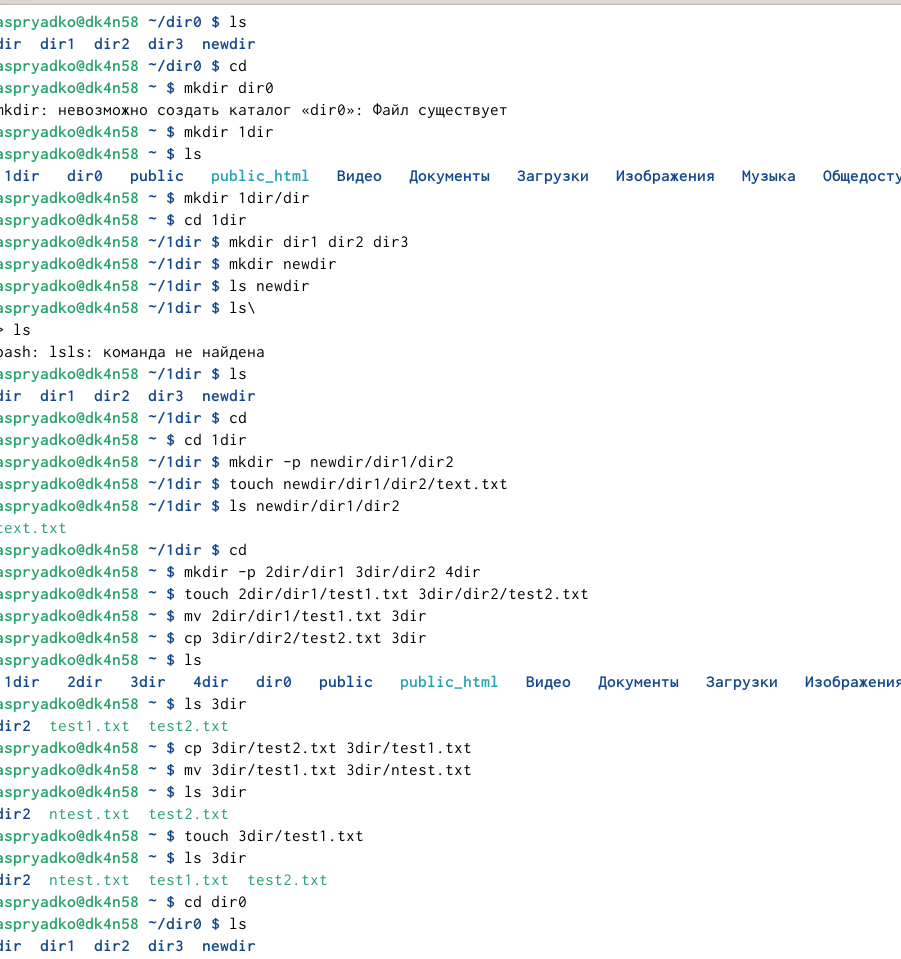 aspryadko@dk4n58 ~/dir0 $ ls
dir  dir1  dir2  dir3  newdir
aspryadko@dk4n58 ~/dir0 $ cd
aspryadko@dk4n58 ~ $ mkdir dir0
mkdir: невозможно создать каталог «dir0»: Файл существует
aspryadko@dk4n58 ~ $ mkdir 1dir
aspryadko@dk4n58 ~ $ ls
1dir   dir0   public   public_html   Видео   Документы   Загрузки   Изображения   Музыка   Общедосту
aspryadko@dk4n58 ~ $ mkdir 1dir/dir
aspryadko@dk4n58 ~ $ cd 1dir
aspryadko@dk4n58 ~/1dir $ mkdir dir1 dir2 dir3
aspryadko@dk4n58 ~/1dir $ mkdir newdir
aspryadko@dk4n58 ~/1dir $ ls newdir
aspryadko@dk4n58 ~/1dir $ ls\
> ls
bash: lsls: команда не найдена
aspryadko@dk4n58 ~/1dir $ ls
dir  dir1  dir2  dir3  newdir
aspryadko@dk4n58 ~/1dir $ cd
aspryadko@dk4n58 ~ $ cd 1dir
aspryadko@dk4n58 ~/1dir $ mkdir -p newdir/dir1/dir2
aspryadko@dk4n58 ~/1dir $ touch newdir/dir1/dir2/text.txt
aspryadko@dk4n58 ~/1dir $ ls newdir/dir1/dir2
text.txt
aspryadko@dk4n58 ~/1dir $ cd
aspryadko@dk4n58 ~ $ mkdir -p 2dir/dir1 3dir/dir2 4dir
aspryadko@dk4n58 ~ $ touch 2dir/dir1/test1.txt 3dir/dir2/test2.txt
aspryadko@dk4n58 ~ $ mv 2dir/dir1/test1.txt 3dir
aspryadko@dk4n58 ~ $ cp 3dir/dir2/test2.txt 3dir
aspryadko@dk4n58 ~ $ ls
1dir   2dir   3dir   4dir   dir0   public   public_html   Видео   Документы   Загрузки   Изображения
aspryadko@dk4n58 ~ $ ls 3dir
dir2  test1.txt  test2.txt
aspryadko@dk4n58 ~ $ cp 3dir/test2.txt 3dir/test1.txt
aspryadko@dk4n58 ~ $ mv 3dir/test1.txt 3dir/ntest.txt
aspryadko@dk4n58 ~ $ ls 3dir
dir2  ntest.txt  test2.txt
aspryadko@dk4n58 ~ $ touch 3dir/test1.txt
aspryadko@dk4n58 ~ $ ls 3dir
dir2  ntest.txt  test1.txt  test2.txt
aspryadko@dk4n58 ~ $ cd dir0
aspryadko@dk4n58 ~/dir0 $ ls
dir  dir1  dir2  dir3  newdir